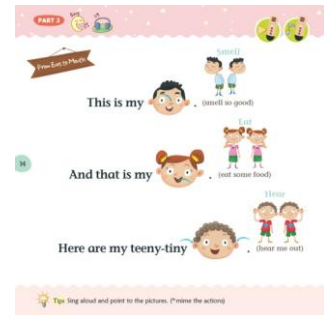 PART 3
From Ears to Mouth
Smell
This is my . (smell so good)
Eat
14
And that is my . (eat some food)
Hear
Here are my teeny-tiny . (hear me out)
Tips Sing aloud and point to the pictures. (*mime the actions)